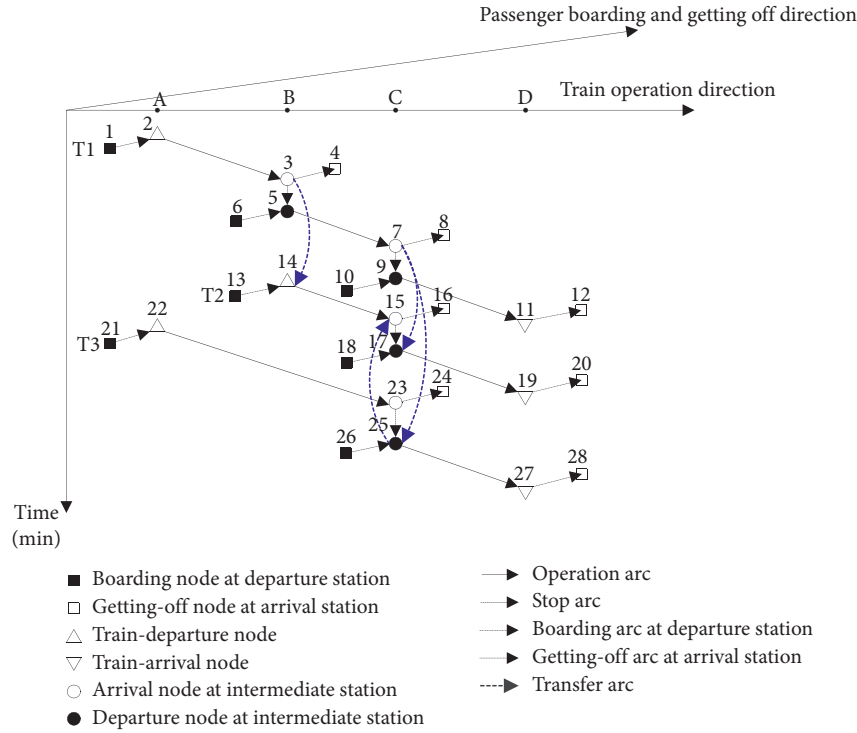 Passenger boarding and getting off direction
Train operation direction
A B C D
1 2
T1
3 4
5
6
7 8
14
13
T2
9
10
15 16
11 12
22
21
T3
17
18
19 20
23 24
25
26
27 28
Time
(min)
Boarding node at departure station
Getting-off node at arrival station
Train-departure node
Train-arrival node
Arrival node at intermediate station
Departure node at intermediate station
Operation arc
Stop arc
Boarding arc at departure station
Getting-off arc at arrival station
Transfer arc